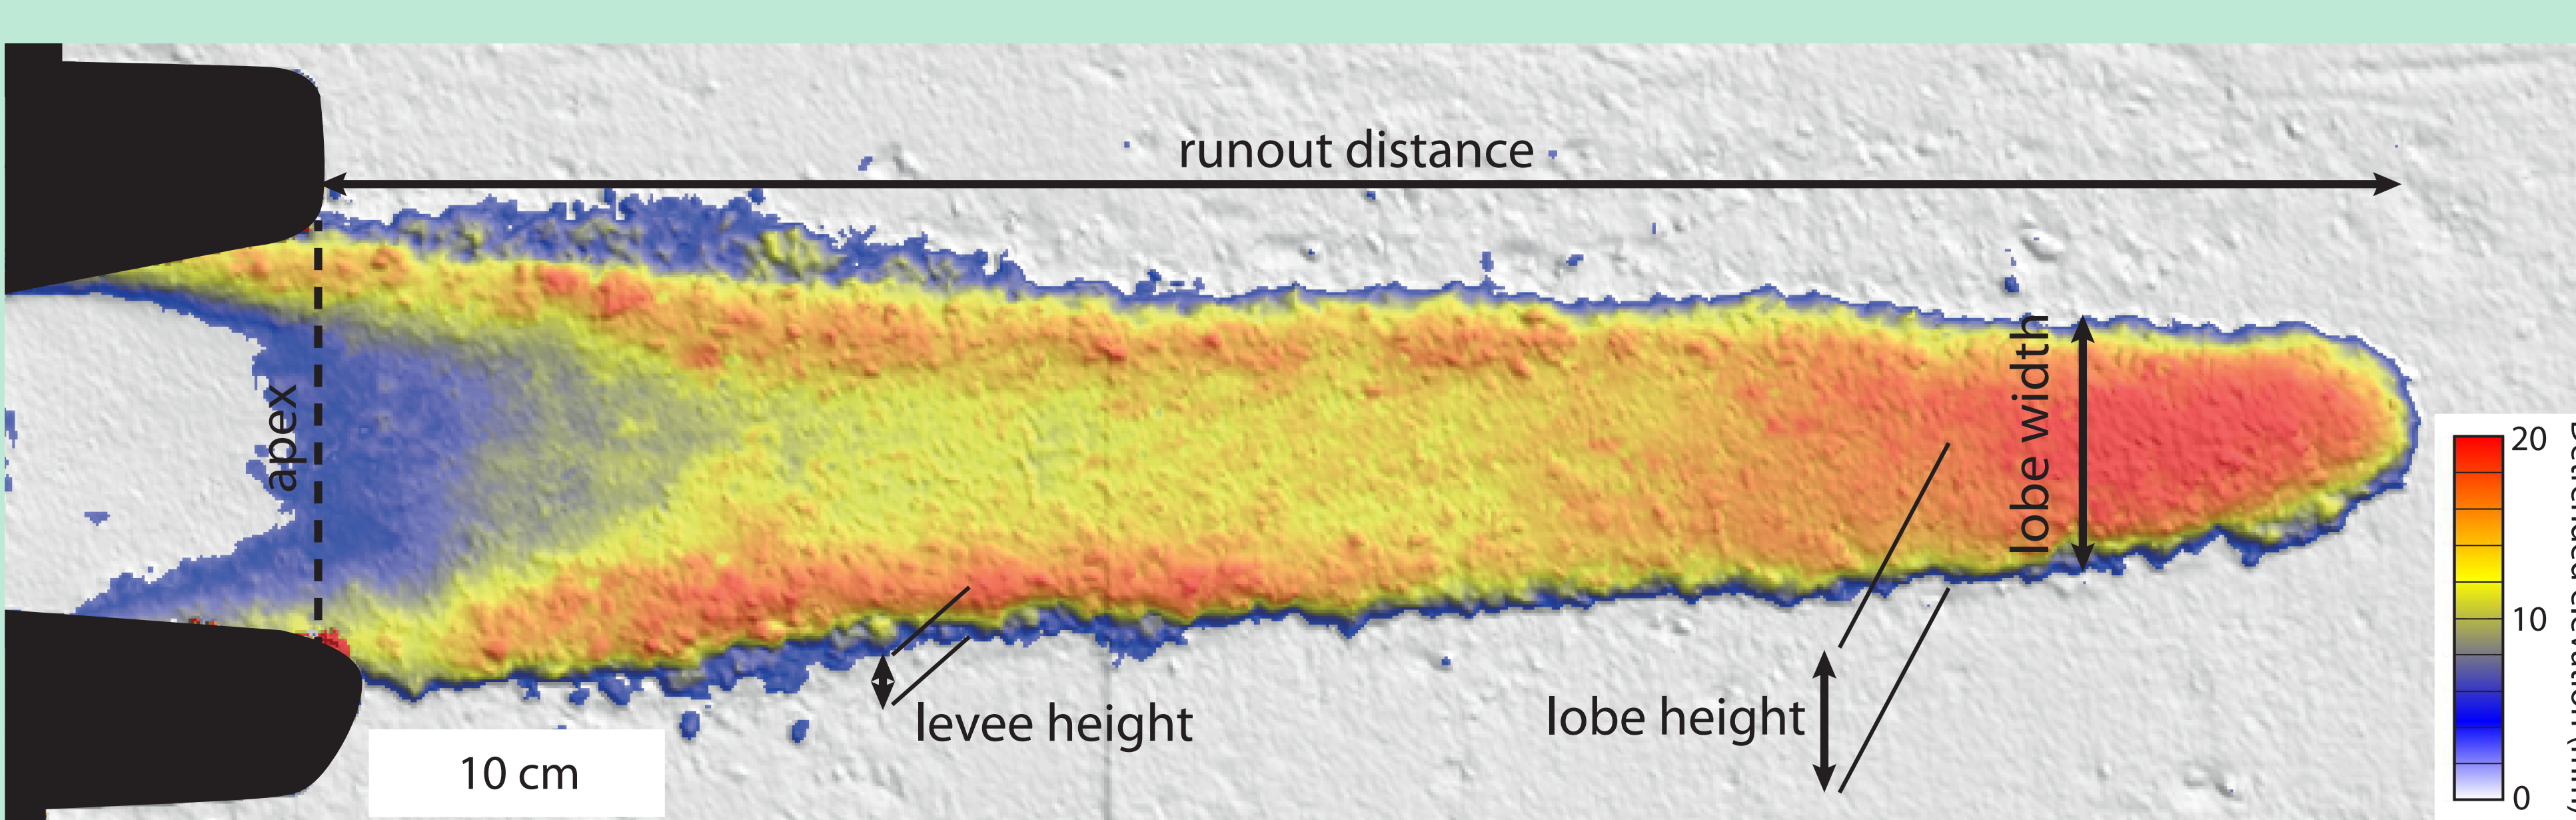 runout distance
apex
lobe width
levee height
lobe height
10 cm
20
10
0